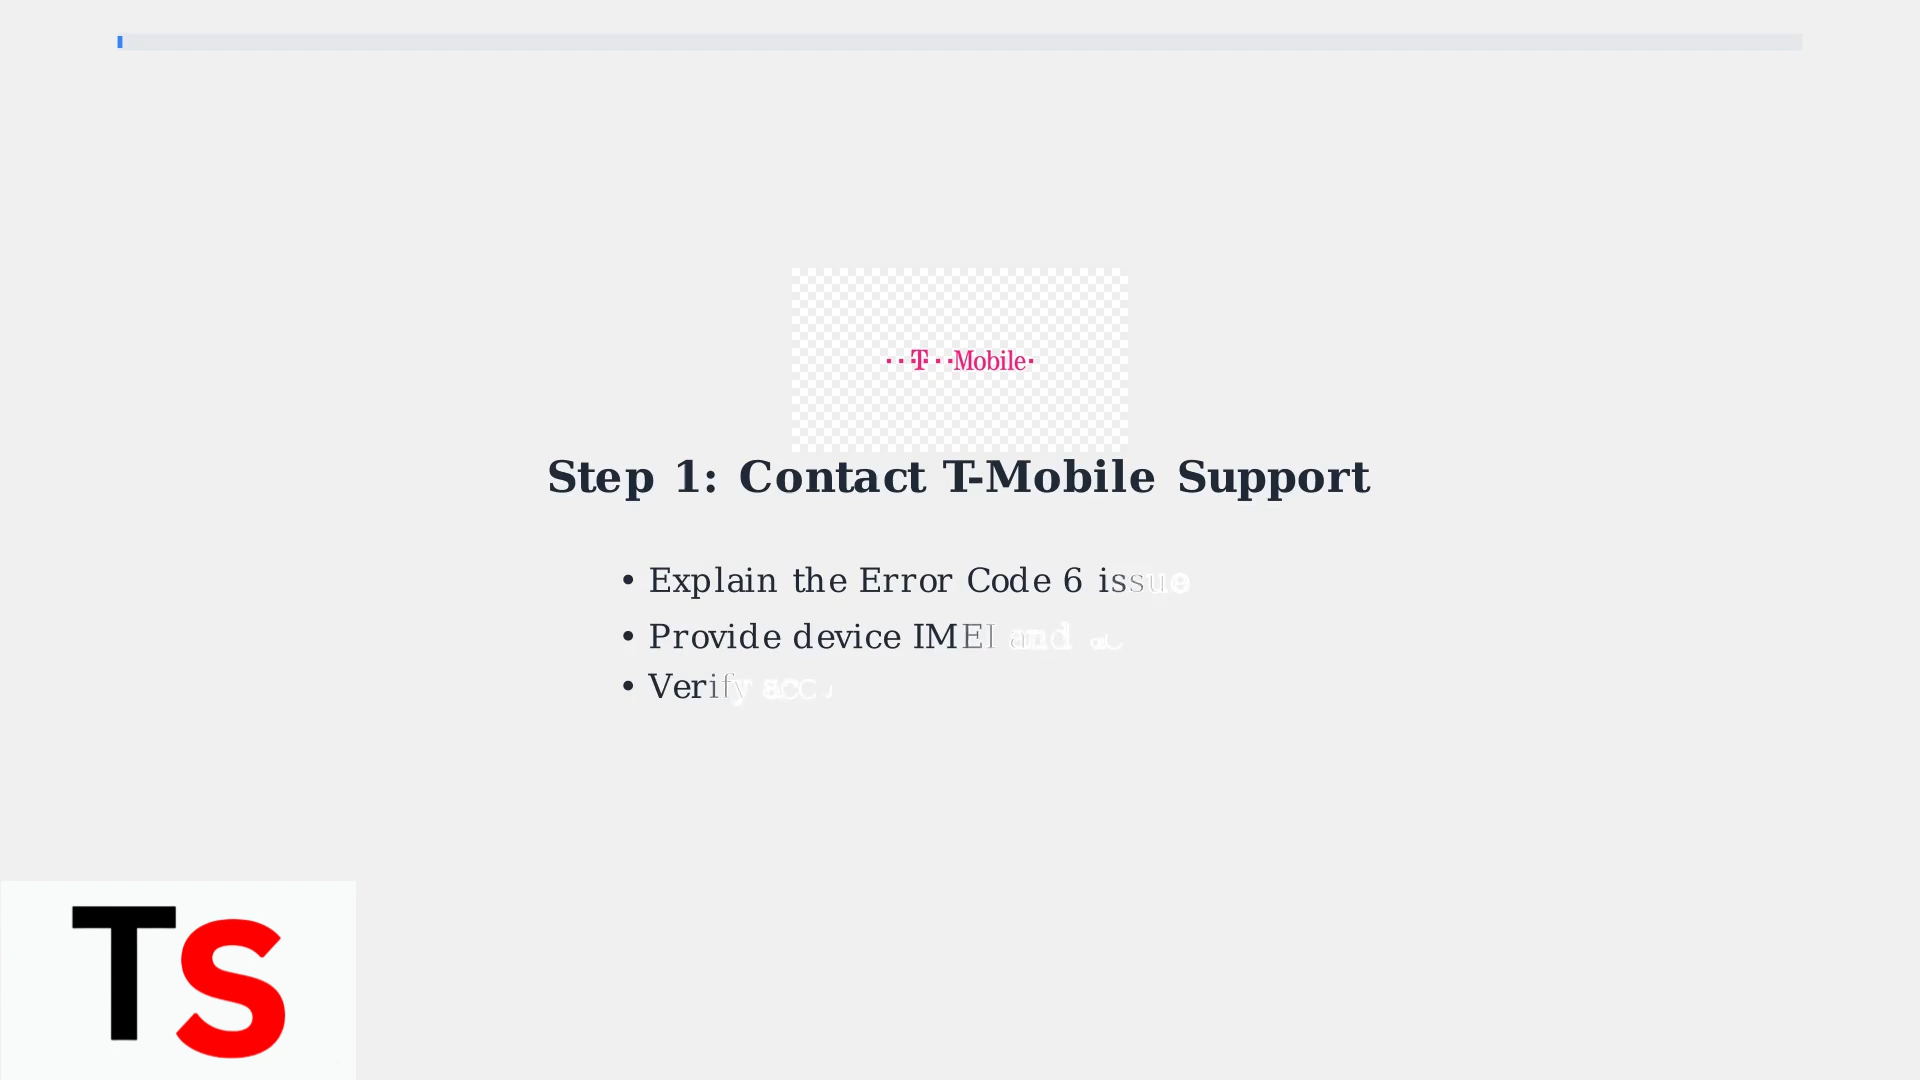 T Mobile
Step 1: Contact T-Mobile Support
• Explain the Error Code 6 issue
• Provide device IMEI and
• Verify
TS